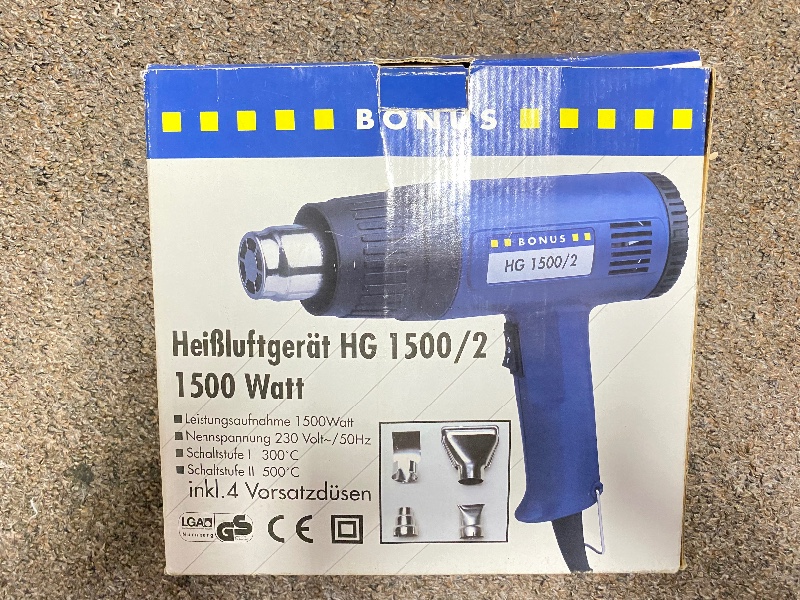 BONUS
BONUS
HG 1500/2
Heißluftgerät HG 1500/2
1500 Watt
Leistungsaufnahme 1500Watt
Nennspannung 230 Volt~/50Hz
Schaltstufe I 300°C
Schaltstufe II 500°C
inkl.4 Vorsatzdüsen
LGA
Nürnberg
GS
CE